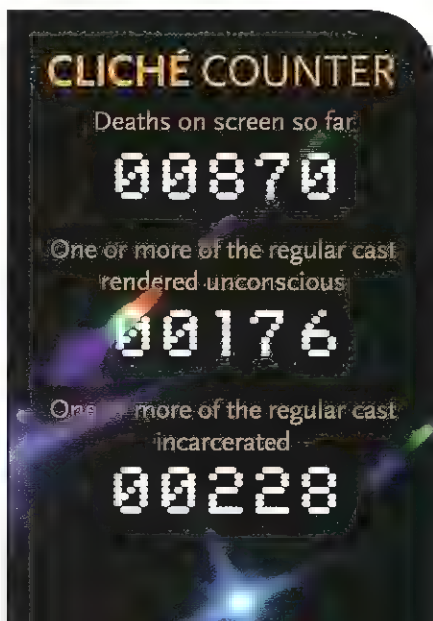 CLICHÉ COUNTER
Deaths on screen so far
00870
One or more of the regular cast
rendered unconscious
00176
One more of the regular cast
incarcerated
00228